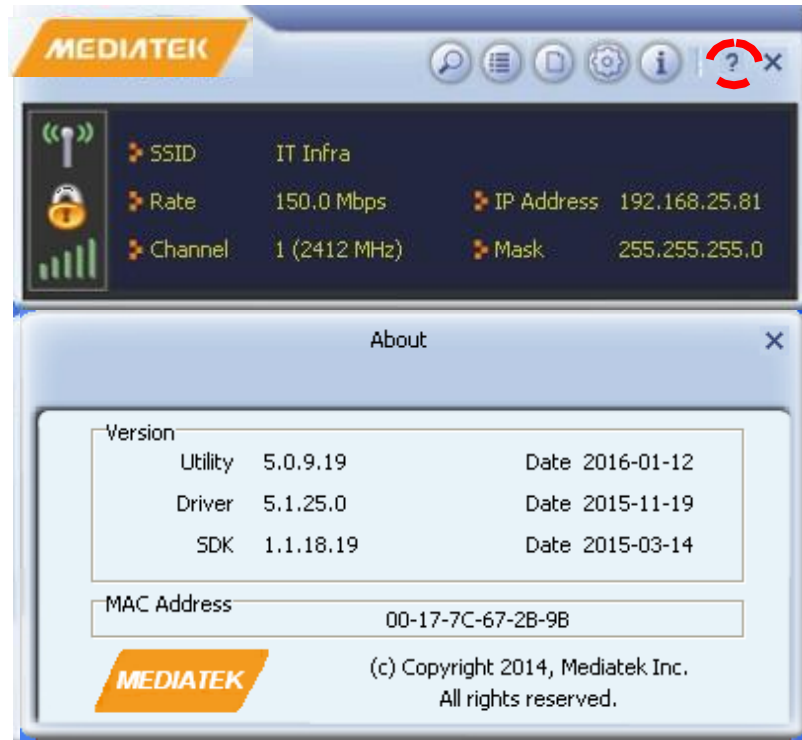 MEDIATEK
? ×
SSID IT Infra
Rate 150.0 Mbps IP Address 192.168.25.81
Channel 1 (2412 MHz) Mask 255.255.255.0
About ×
Version
Utility 5.0.9.19 Date 2016-01-12
Driver 5.1.25.0 Date 2015-11-19
SDK 1.1.18.19 Date 2015-03-14
MAC Address
00-17-7C-67-2B-9B
MEDIATEK
(c) Copyright 2014, Mediatek Inc.
All rights reserved.